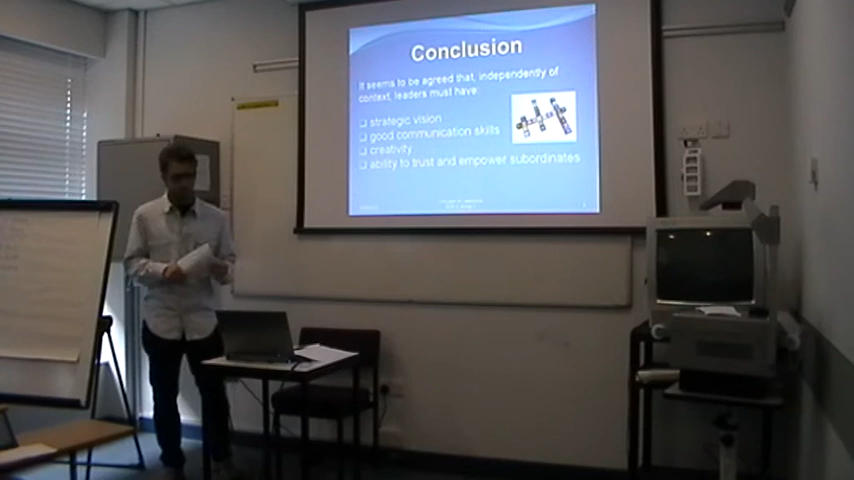 Conclusion
It seems to be agreed that, independently of
context, leaders must have:
❑ strategic vision
❑ good communication skills
❑ creativity
❑ ability to trust and empower subordinates